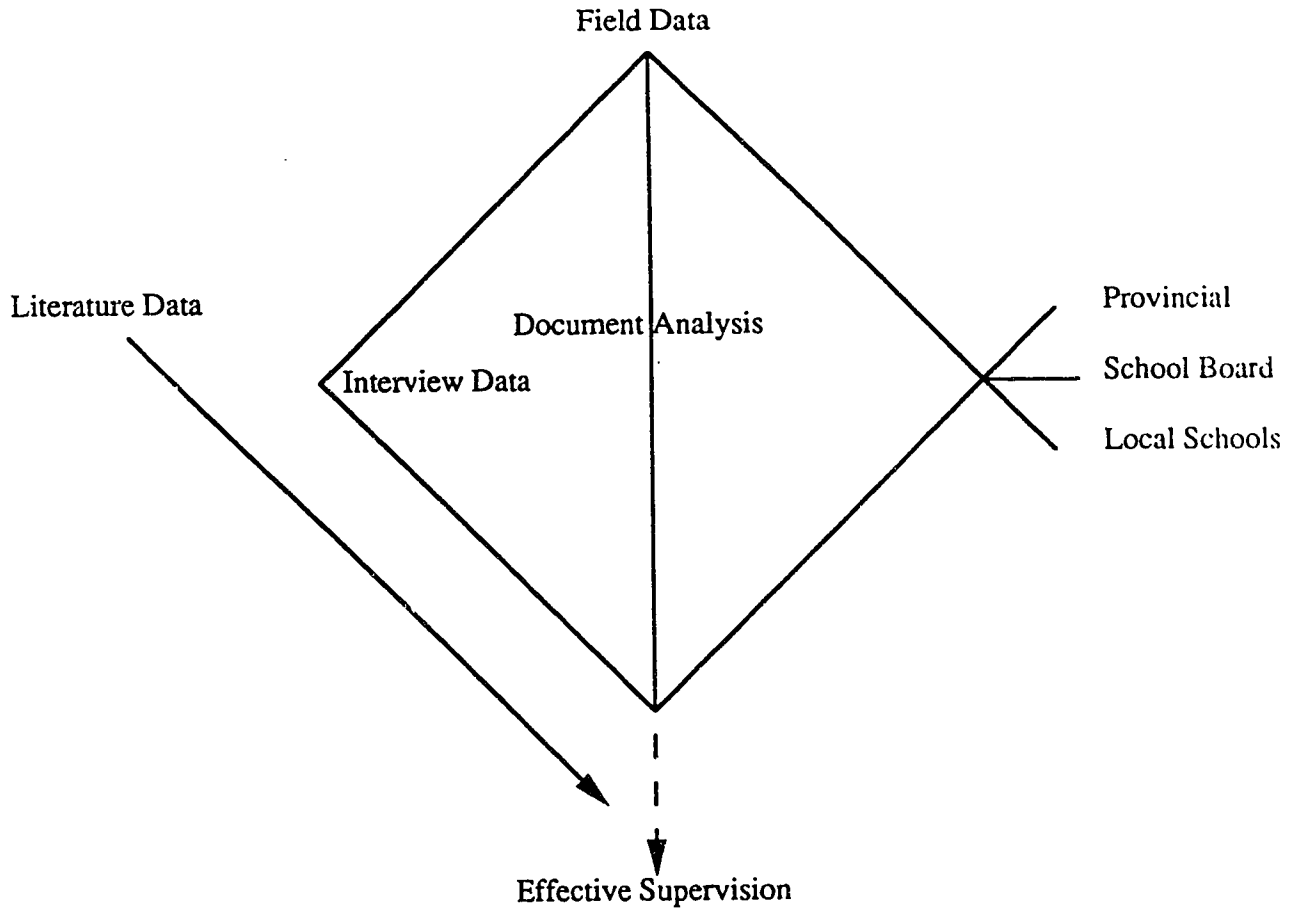 Field Data
Literature Data
Provincial
Document Analysis
School Board
Interview Data
Local Schools
Effective Supervision